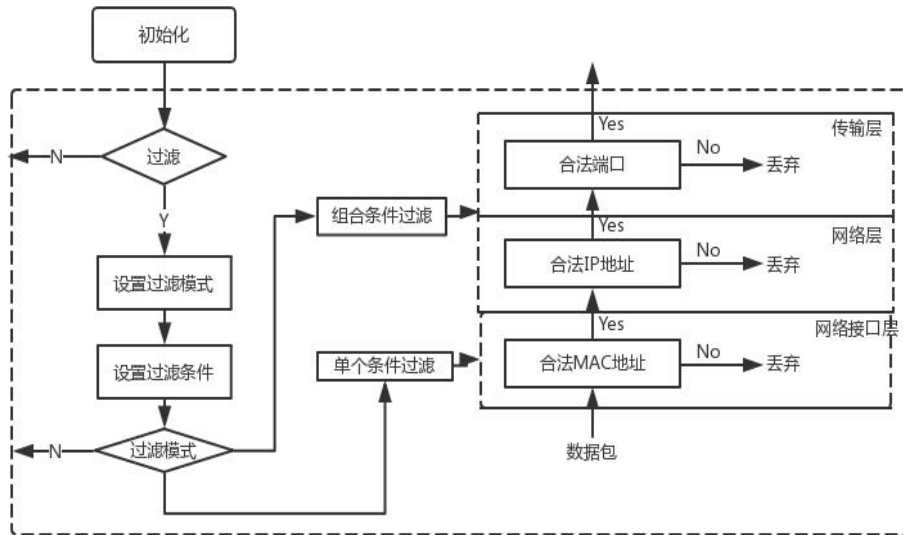 初始化
过滤
N
Y
设置过滤模式
设置过滤条件
过滤模式
N
组合条件过滤
单个条件过滤
传输层
Yes
合法端口
No
丢弃
网络层
Yes
合法IP地址
No
丢弃
网络接口层
Yes
合法MAC地址
No
丢弃
数据包